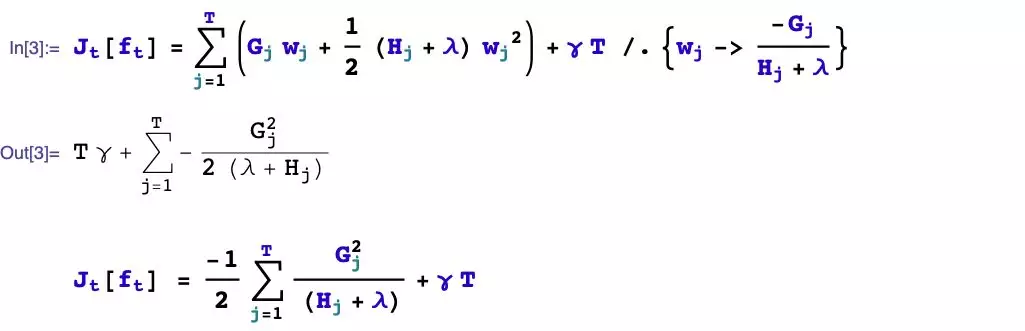 In[3]:= J_t[f_t] = ∑_{j=1}^{T} (G_j w_j + 1/2 (H_j + λ) w_j^2) + γ T /. {w_j -> -G_j/(H_j + λ)}
Out[3]= T γ + ∑_{j=1}^{T} - G_j^2/(2 (λ + H_j))
J_t[f_t] = -1/2 ∑_{j=1}^{T} G_j^2/(H_j + λ) + γ T